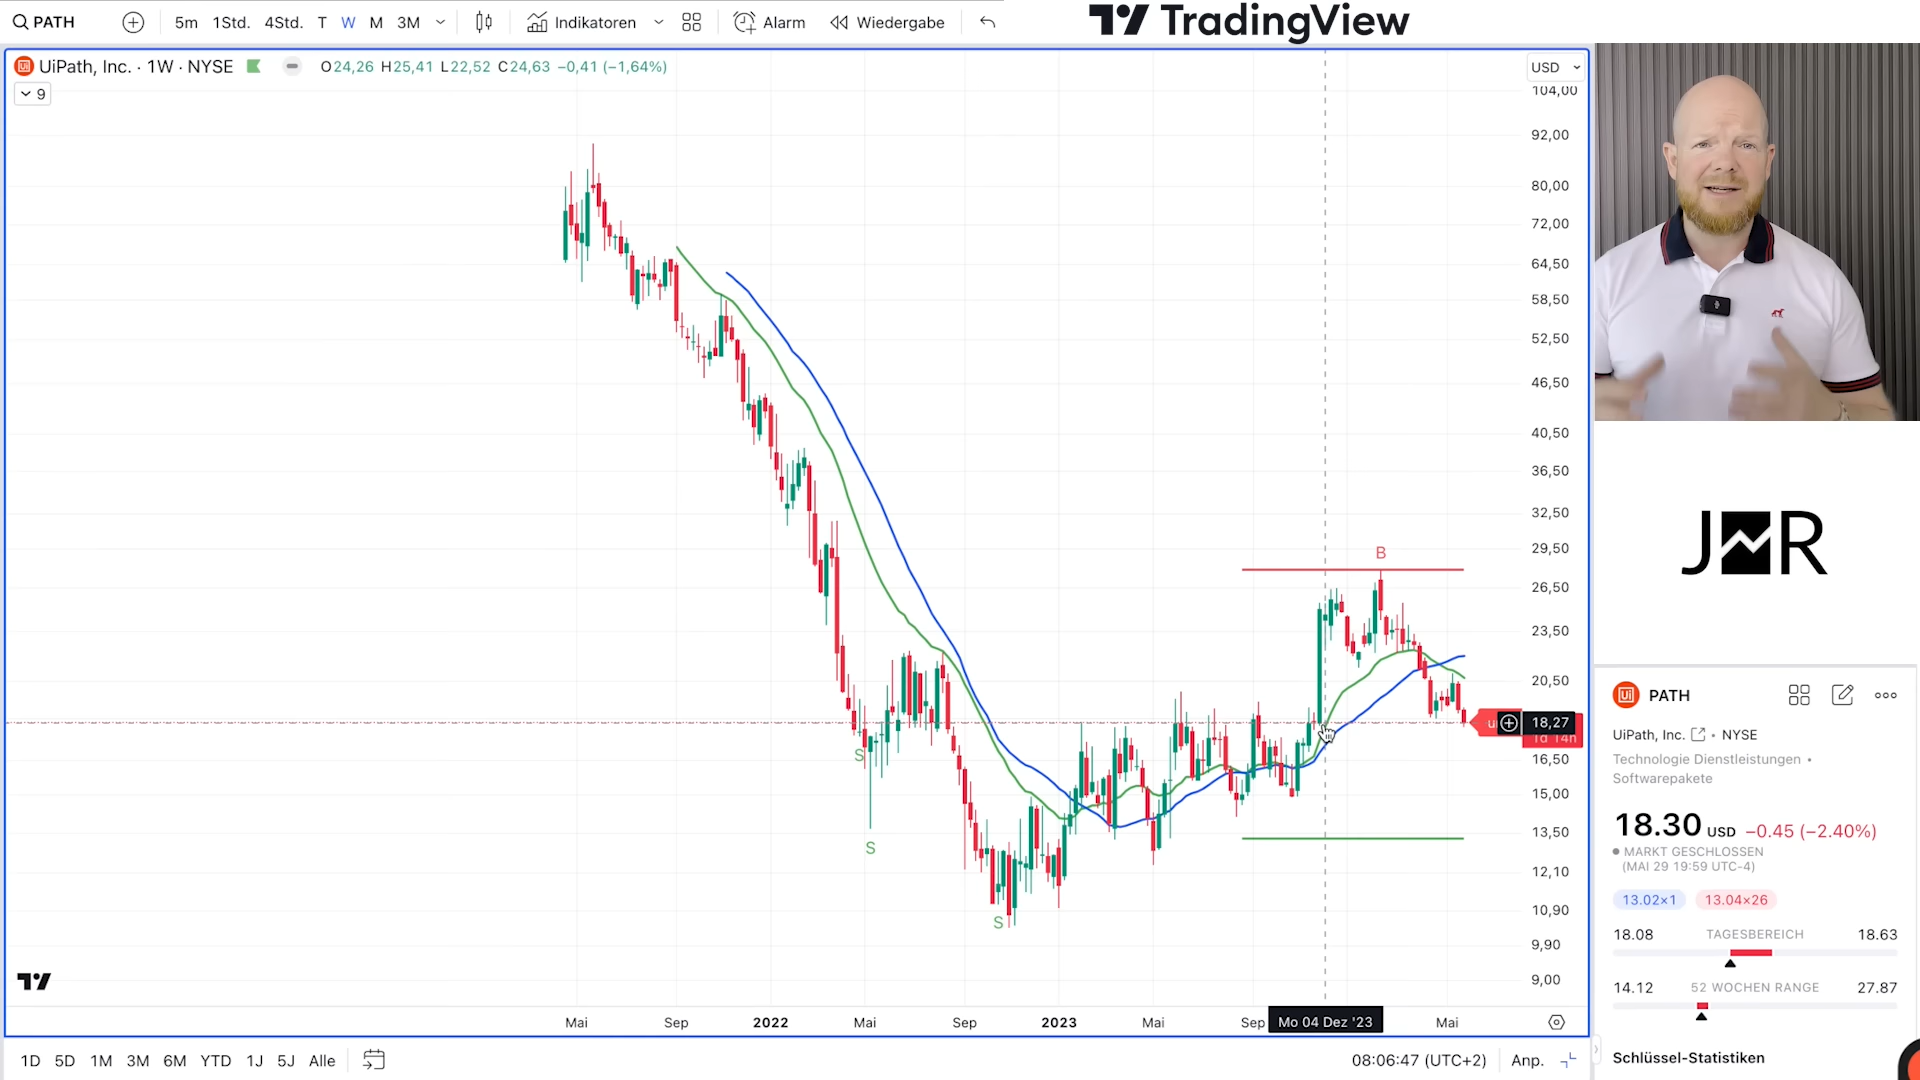 PATH
5m 1Std. 4Std. T W M 3M
Indikatoren
Alarm
Wiedergabe
TradingView
UiPath, Inc. · 1W · NYSE
O24,26 H25,41 L22,52 C24,63 −0,41 (−1,64%)
9
USD
104,00
92,00
80,00
72,00
64,50
58,50
52,50
46,50
40,50
36,50
32,50
29,50
26,50
23,50
20,50
18,27
1d 14h
16,50
15,00
13,50
12,10
10,90
9,90
9,00
B
S
S
S
Mai Sep 2022 Mai Sep 2023 Mai Sep Mo 04 Dez '23 Mai
1D 5D 1M 3M 6M YTD 1J 5J Alle
08:06:47 (UTC+2) Anp.
JMR
PATH
UiPath, Inc. • NYSE
Technologie Dienstleistungen •
Softwarepakete
18.30 USD −0.45 (−2.40%)
MARKT GESCHLOSSEN
(MAI 29 19:59 UTC-4)
13.02×1 13.04×26
18.08 TAGESBEREICH 18.63
14.12 52 WOCHEN RANGE 27.87
Schlüssel-Statistiken